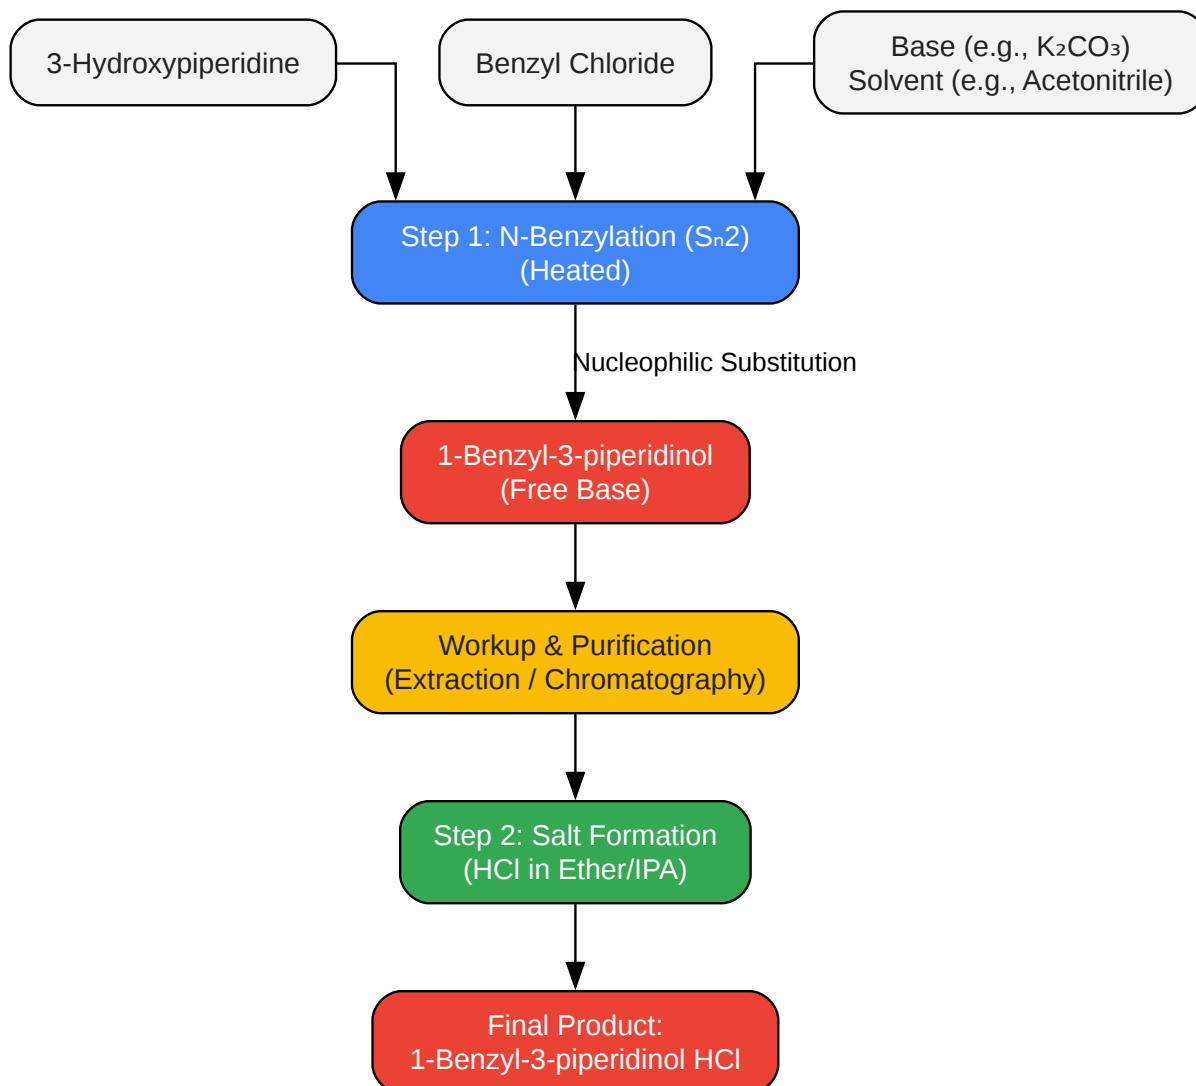 3-Hydroxypiperidine
Benzyl Chloride
Base (e.g., K₂CO₃)
Solvent (e.g., Acetonitrile)
Step 1: N-Benzylation (Sₙ2)
(Heated)
Nucleophilic Substitution
1-Benzyl-3-piperidinol
(Free Base)
Workup & Purification
(Extraction / Chromatography)
Step 2: Salt Formation
(HCl in Ether/IPA)
Final Product:
1-Benzyl-3-piperidinol HCl